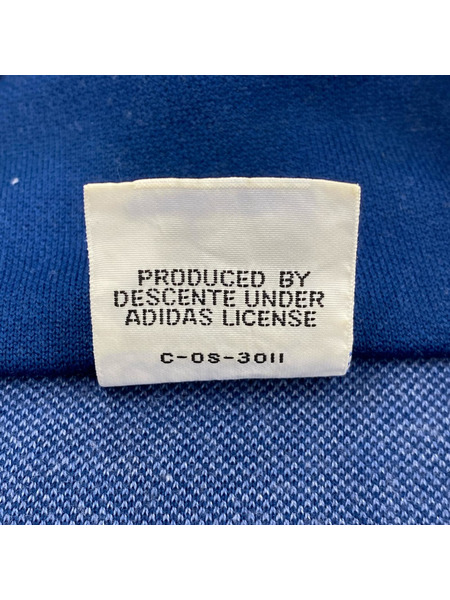 PRODUCED BY
DESCENTE UNDER
ADIDAS LICENSE
C-OS-3011